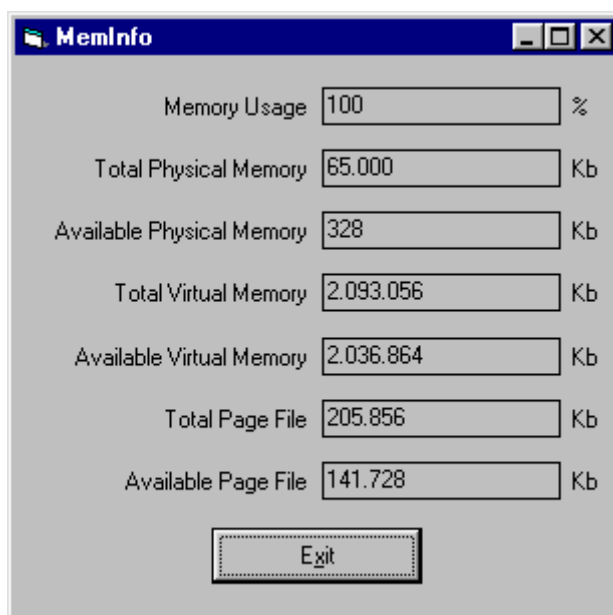 MemInfo
Memory Usage 100 %
Total Physical Memory 65.000 Kb
Available Physical Memory 328 Kb
Total Virtual Memory 2.093.056 Kb
Available Virtual Memory 2.036.864 Kb
Total Page File 205.856 Kb
Available Page File 141.728 Kb
Exit